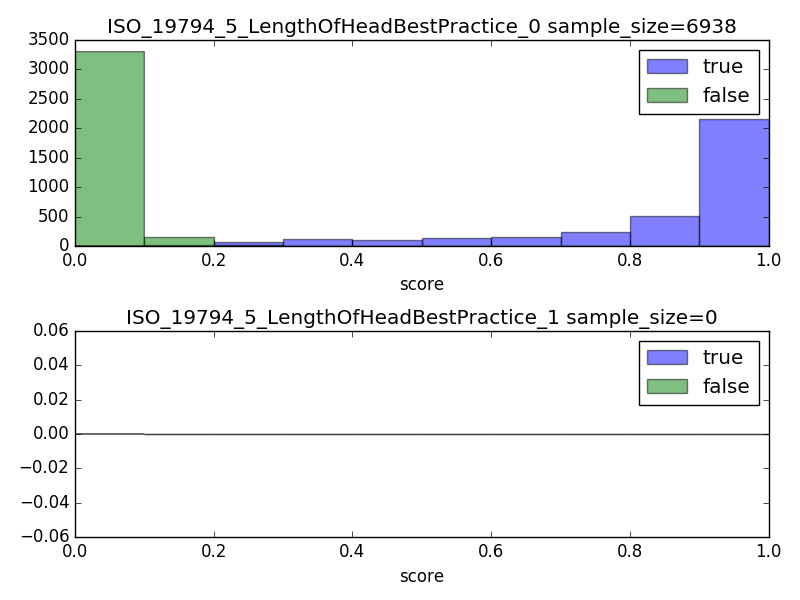 ISO_19794_5_LengthOfHeadBestPractice_0 sample_size=6938
3500
3000
2500
2000
1500
1000
500
0
true
false
0.0 0.2 0.4 0.6 0.8 1.0
score
ISO_19794_5_LengthOfHeadBestPractice_1 sample_size=0
0.06
0.04
0.02
0.00
−0.02
−0.04
−0.06
true
false
0.0 0.2 0.4 0.6 0.8 1.0
score